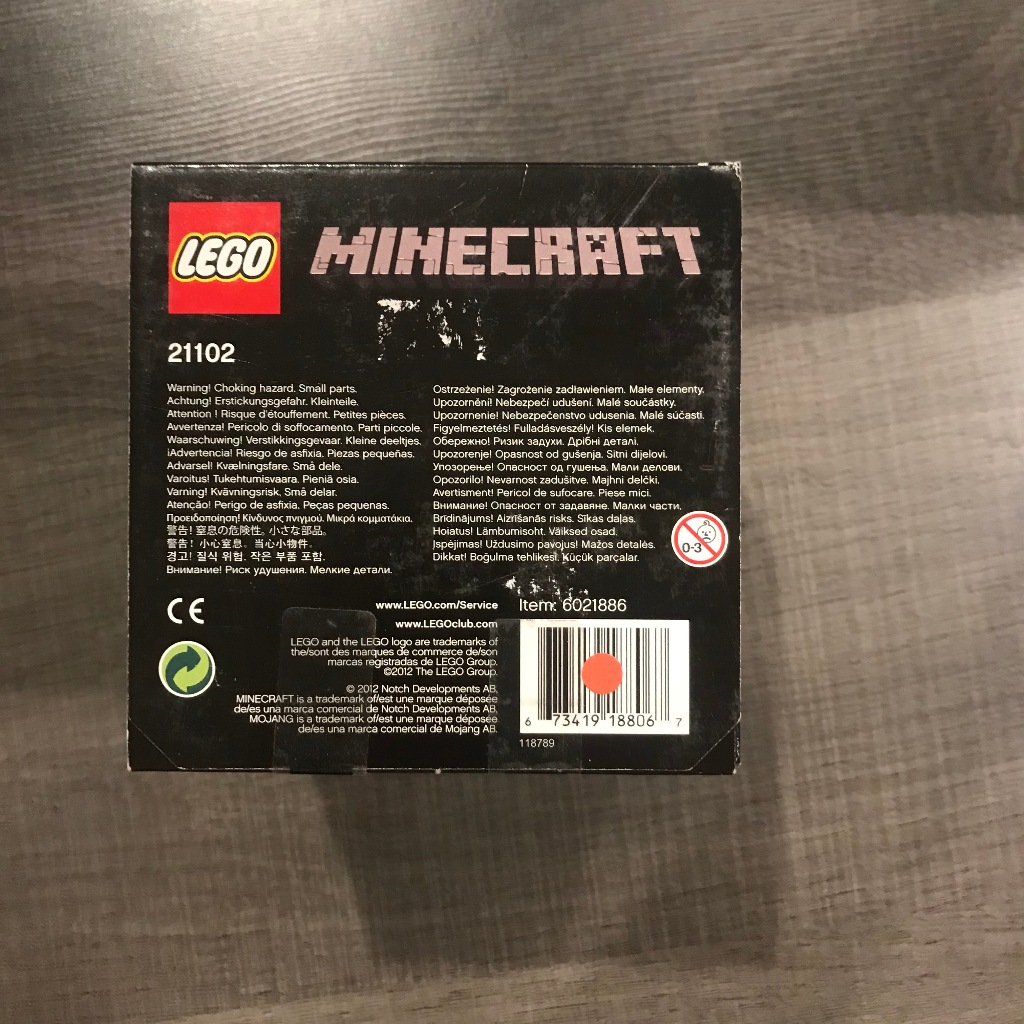 LEGO
MINECRAFT
21102
Warning! Choking hazard. Small parts.
Achtung! Erstickungsgefahr. Kleinteile.
Attention ! Risque d'étouffement. Petites pièces.
Avvertenza! Pericolo di soffocamento. Parti piccole.
Waarschuwing! Verstikkingsgevaar. Kleine deeltjes.
¡Advertencia! Riesgo de asfixia. Piezas pequeñas.
Advarsel! Kvælningsfare. Små dele.
Varoitus! Tukehtumisvaara. Pieniä osia.
Varning! Kvävningsrisk. Små delar.
Atenção! Perigo de asfixia. Peças pequenas.
Προειδοποίηση! Κίνδυνος πνιγμού. Μικρά κομματάκια.
警告! 窒息の危険性。小さな部品。
警告! 小心窒息。当心小物件。
경고! 질식 위험. 작은 부품 포함.
Внимание! Риск удушения. Мелкие детали.
Ostrzeżenie! Zagrożenie zadławieniem. Małe elementy.
Upozornění! Nebezpečí udušení. Malé součástky.
Upozornenie! Nebezpečenstvo udusenia. Malé súčasti.
Figyelmeztetés! Fulladásveszély! Kis elemek.
Обережно! Ризик задухи. Дрібні деталі.
Upozorenje! Opasnost od gušenja. Sitni dijelovi.
Упозорење! Опасност од гушења. Мали делови.
Opozorilo! Nevarnost zadušitve. Majhni delčki.
Avertisment! Pericol de sufocare. Piese mici.
Внимание! Опасност от задавяне. Малки части.
Brīdinājums! Aizrīšanās risks. Sīkas daļas.
Hoiatus! Lämbumisoht. Väiksed osad.
Įspėjimas! Uždusimo pavojus! Mažos detalės.
Dikkat! Boğulma tehlikesi. Küçük parçalar.
0-3
CE
www.LEGO.com/Service
www.LEGOclub.com
LEGO and the LEGO logo are trademarks of
the/sont des marques de commerce de/son
marcas registradas de LEGO Group.
©2012 The LEGO Group.
© 2012 Notch Developments AB.
MINECRAFT is a trademark of/est une marque déposée
de/es una marca comercial de Notch Developments AB.
MOJANG is a trademark of/est une marque déposée
de/es una marca comercial de Mojang AB.
Item: 6021886
6 73419 18806 7
118789